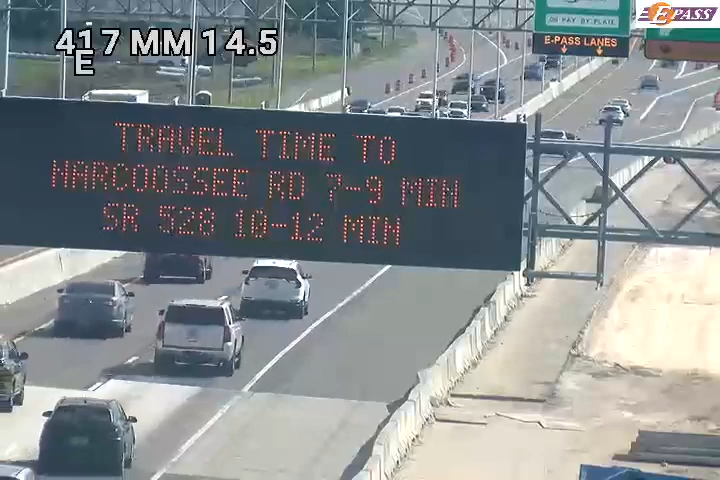 417 MM 14.5
E
E PASS
OR PAY BY PLATE
E-PASS LANES
TRAVEL TIME TO
NARCOOSSEE RD 7-9 MIN
SR 528 10-12 MIN